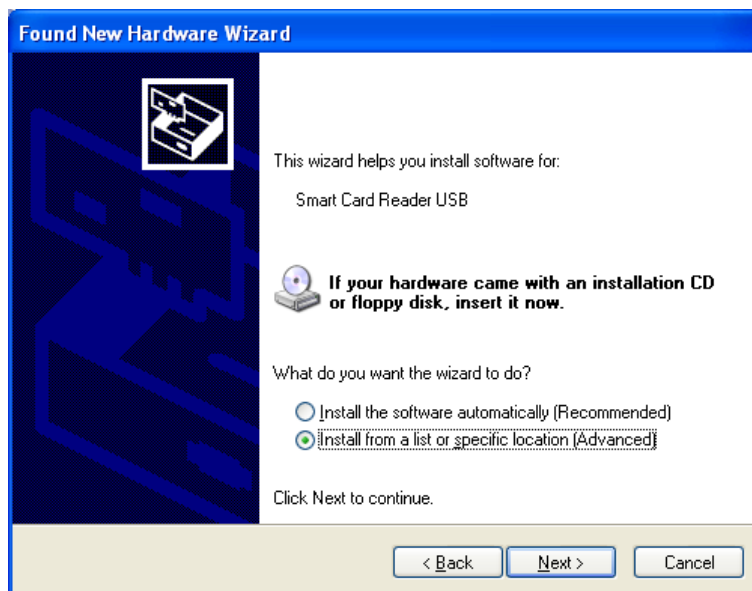 Found New Hardware Wizard
This wizard helps you install software for:
Smart Card Reader USB
If your hardware came with an installation CD
or floppy disk, insert it now.
What do you want the wizard to do?
Install the software automatically (Recommended)
Install from a list or specific location (Advanced)
Click Next to continue.
< Back
Next >
Cancel